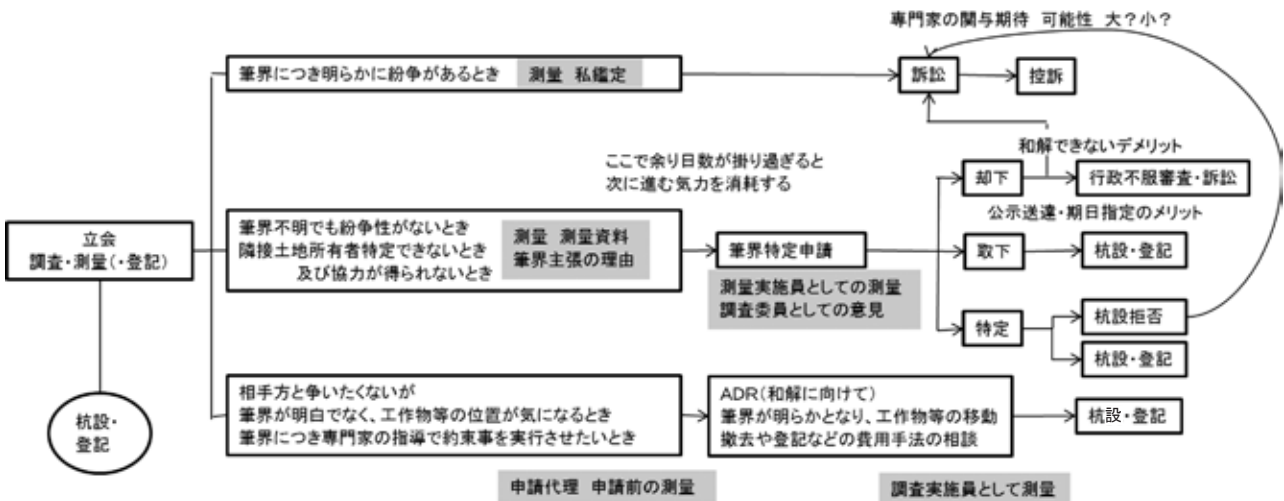 専門家の関与期待 可能性 大?小?
筆界につき明らかに紛争があるとき
測量 私鑑定
訴訟
控訴
和解できないデメリット
ここで余り日数が掛り過ぎると
次に進む気力を消耗する
却下
行政不服審査・訴訟
公示送達・期日指定のメリット
立会
調査・測量(・登記)
筆界不明でも紛争性がないとき
隣接土地所有者特定できないとき
及び協力が得られないとき
測量 測量資料
筆界主張の理由
筆界特定申請
取下
杭設・登記
測量実施員としての測量
調査委員としての意見
特定
杭設拒否
杭設・登記
杭設・
登記
相手方と争いたくないが
筆界が明白でなく、工作物等の位置が気になるとき
筆界につき専門家の指導で約束事を実行させたいとき
ADR(和解に向けて)
筆界が明らかとなり、工作物等の移動
撤去や登記などの費用手法の相談
杭設・登記
申請代理 申請前の測量
調査実施員として測量